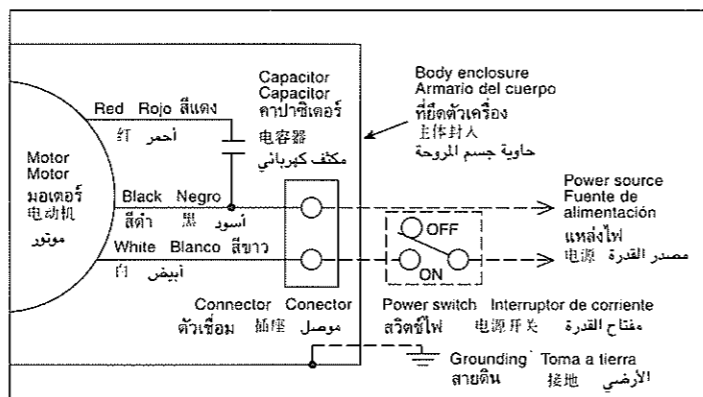 Capacitor
Capacitor
คาปาซิเตอร์
电容器
مكثف كهربائي
Body enclosure
Armario del cuerpo
ที่ยึดตัวเครื่อง
主体封入
حاوية جسم المروحة
Red Rojo สีแดง
红 أحمر
Motor
Motor
มอเตอร์
电动机
موتور
Black Negro
สีดำ 黑 أسود
White Blanco สีขาว
白 أبيض
Power source
Fuente de
alimentación
แหล่งไฟ
电源 مصدر القدرة
OFF
ON
Connector Conector
ตัวเชื่อม 插座 موصل
Power switch Interruptor de corriente
สวิตช์ไฟ 电源开关 مفتاح القدرة
Grounding Toma a tierra
สายดิน 接地 الأرضي